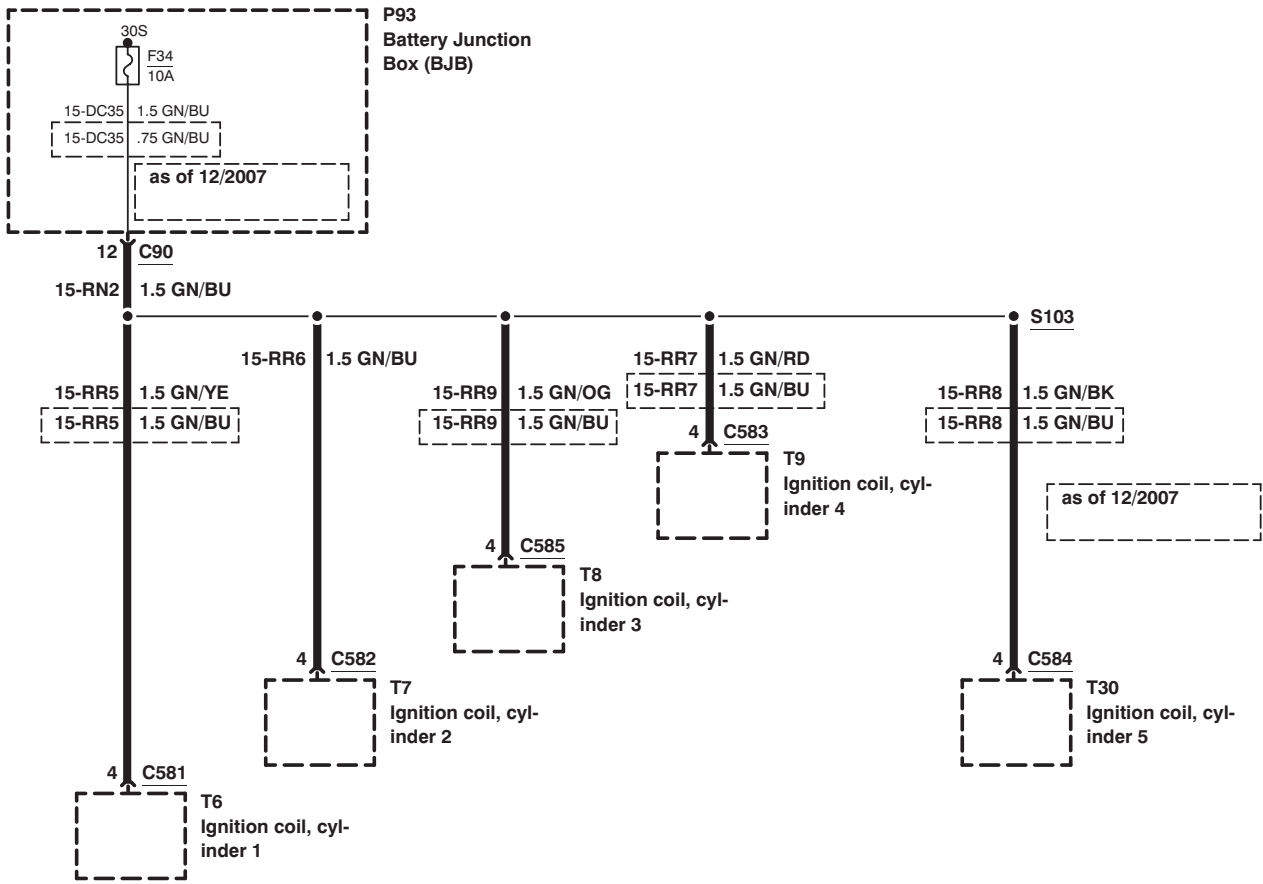 P93
Battery Junction
Box (BJB)
30S
F34
10A
15-DC35 1.5 GN/BU
15-DC35 .75 GN/BU
as of 12/2007
12 C90
15-RN2 1.5 GN/BU
S103
15-RR6 1.5 GN/BU
15-RR7 1.5 GN/RD
15-RR7 1.5 GN/BU
15-RR5 1.5 GN/YE
15-RR5 1.5 GN/BU
15-RR9 1.5 GN/OG
15-RR9 1.5 GN/BU
15-RR8 1.5 GN/BK
15-RR8 1.5 GN/BU
4 C583
T9
Ignition coil, cyl-
inder 4
as of 12/2007
4 C585
T8
Ignition coil, cyl-
inder 3
4 C582
T7
Ignition coil, cyl-
inder 2
4 C584
T30
Ignition coil, cyl-
inder 5
4 C581
T6
Ignition coil, cyl-
inder 1